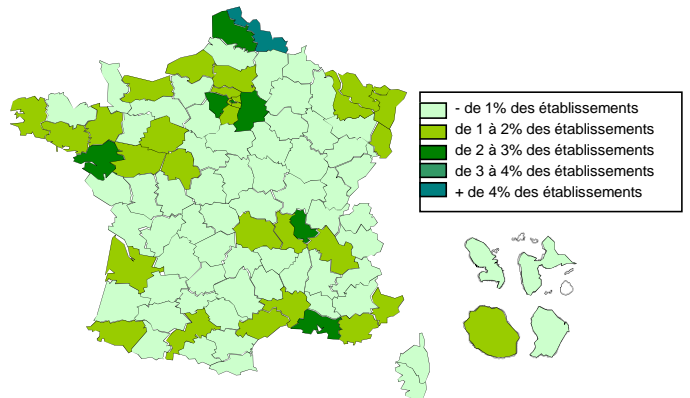 - de 1% des établissements
de 1 à 2% des établissements
de 2 à 3% des établissements
de 3 à 4% des établissements
+ de 4% des établissements